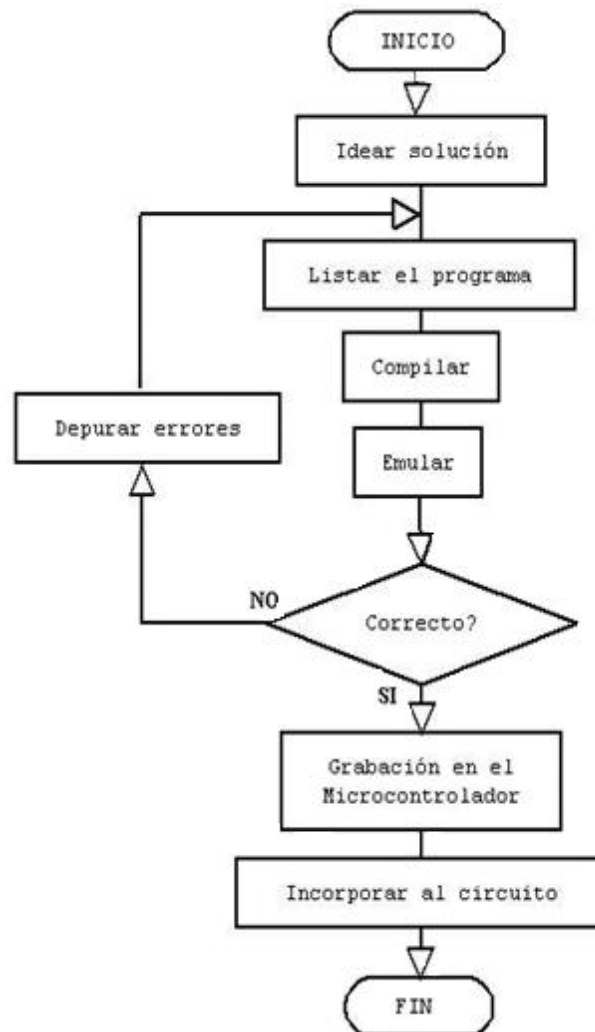 INICIO
Idear solución
Listar el programa
Compilar
Depurar errores
Emular
NO
Correcto?
SI
Grabación en el
Microcontrolador
Incorporar al circuito
FIN